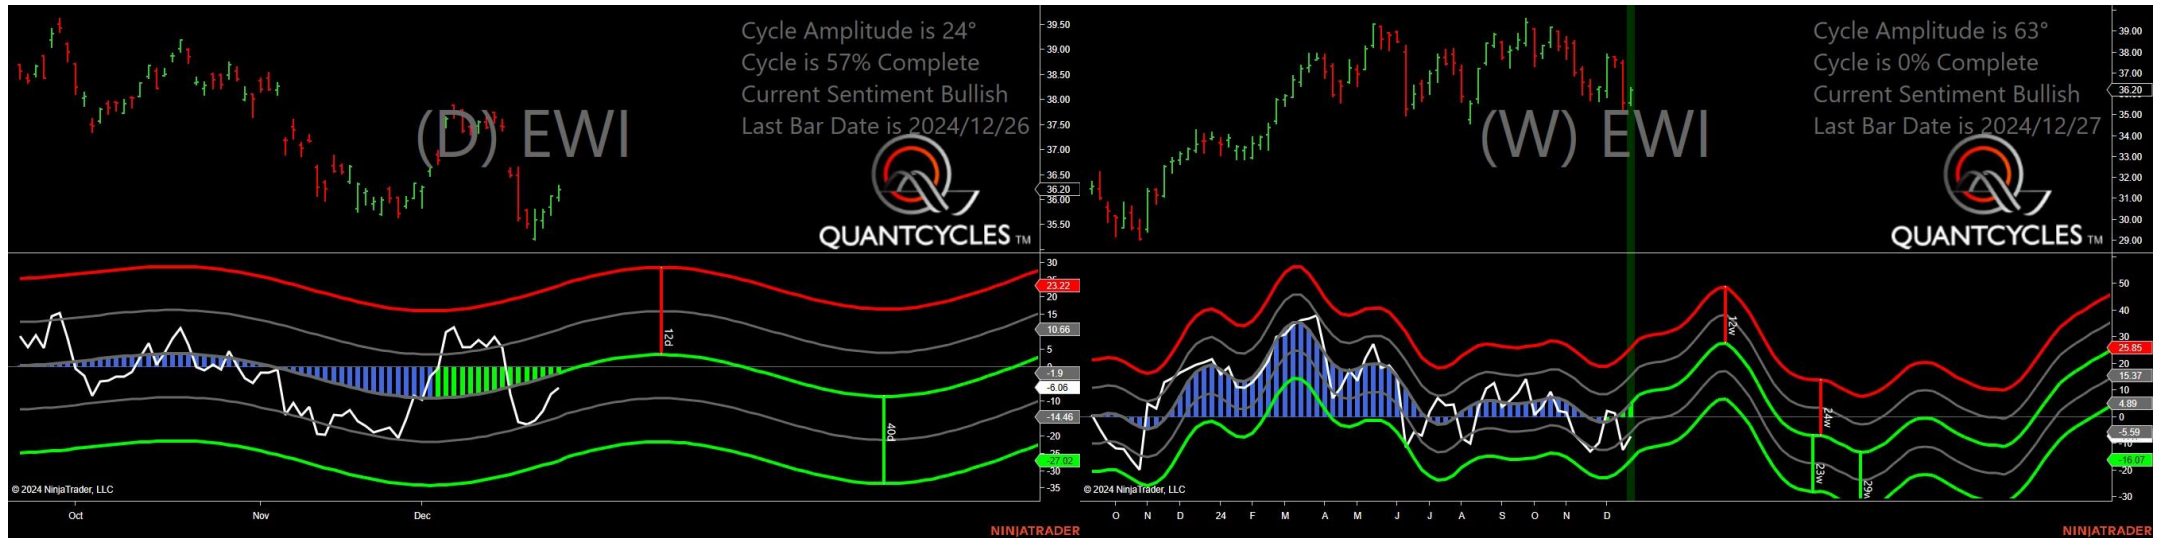 Cycle Amplitude is 24°
Cycle is 57% Complete
Current Sentiment Bullish
Last Bar Date is 2024/12/26
(D) EWI
QUANTCYCLES TM
39.50
39.00
38.50
38.00
37.50
37.00
36.50
36.20
36.00
35.50
30
23.22
20
15
10.66
5
-1.9
-6.06
-10
-14.46
-20
-27.02
-30
-35
12d
40d
© 2024 NinjaTrader, LLC
Oct Nov Dec
NINJATRADER
Cycle Amplitude is 63°
Cycle is 0% Complete
Current Sentiment Bullish
Last Bar Date is 2024/12/27
(W) EWI
QUANTCYCLES TM
39.00
38.00
37.00
36.20
35.00
34.00
33.00
32.00
31.00
30.00
29.00
50
40
30
25.85
20
15.37
10
4.89
0
-5.59
-10
-16.07
-20
-30
12w
24w
23w
29w
© 2024 NinjaTrader, LLC
O N D 24 F M A M J J A S O N D
NINJATRADER